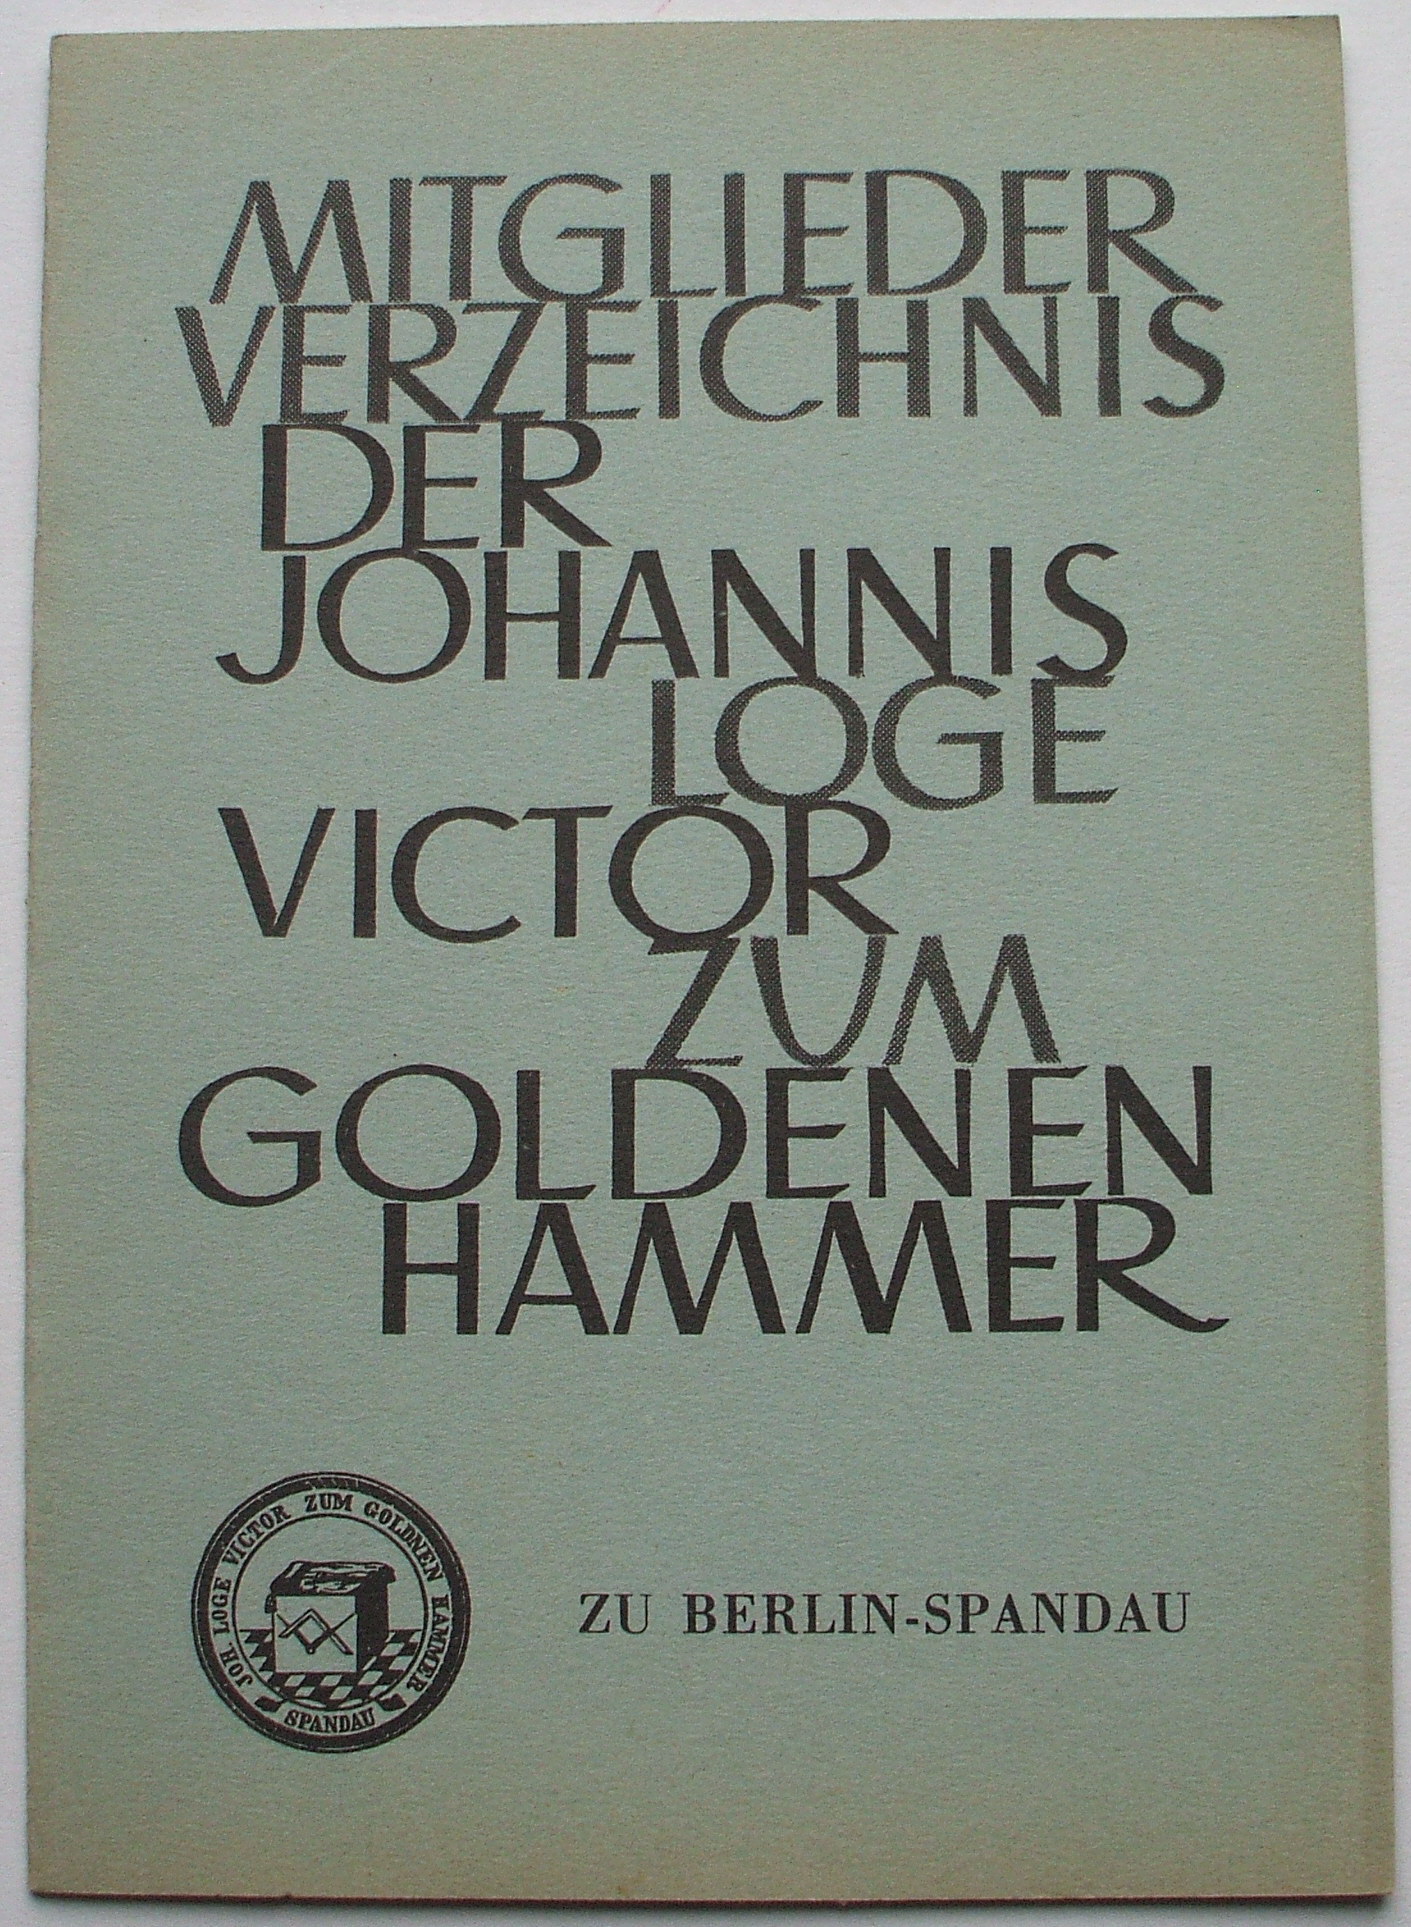 MITGLIEDER
VERZEICHNIS
DER
JOHANNIS
LOGE
VICTOR
ZUM
GOLDENEN
HAMMER
JOH. LOGE VICTOR ZUM GOLDNEN HAMMER
SPANDAU
ZU BERLIN-SPANDAU